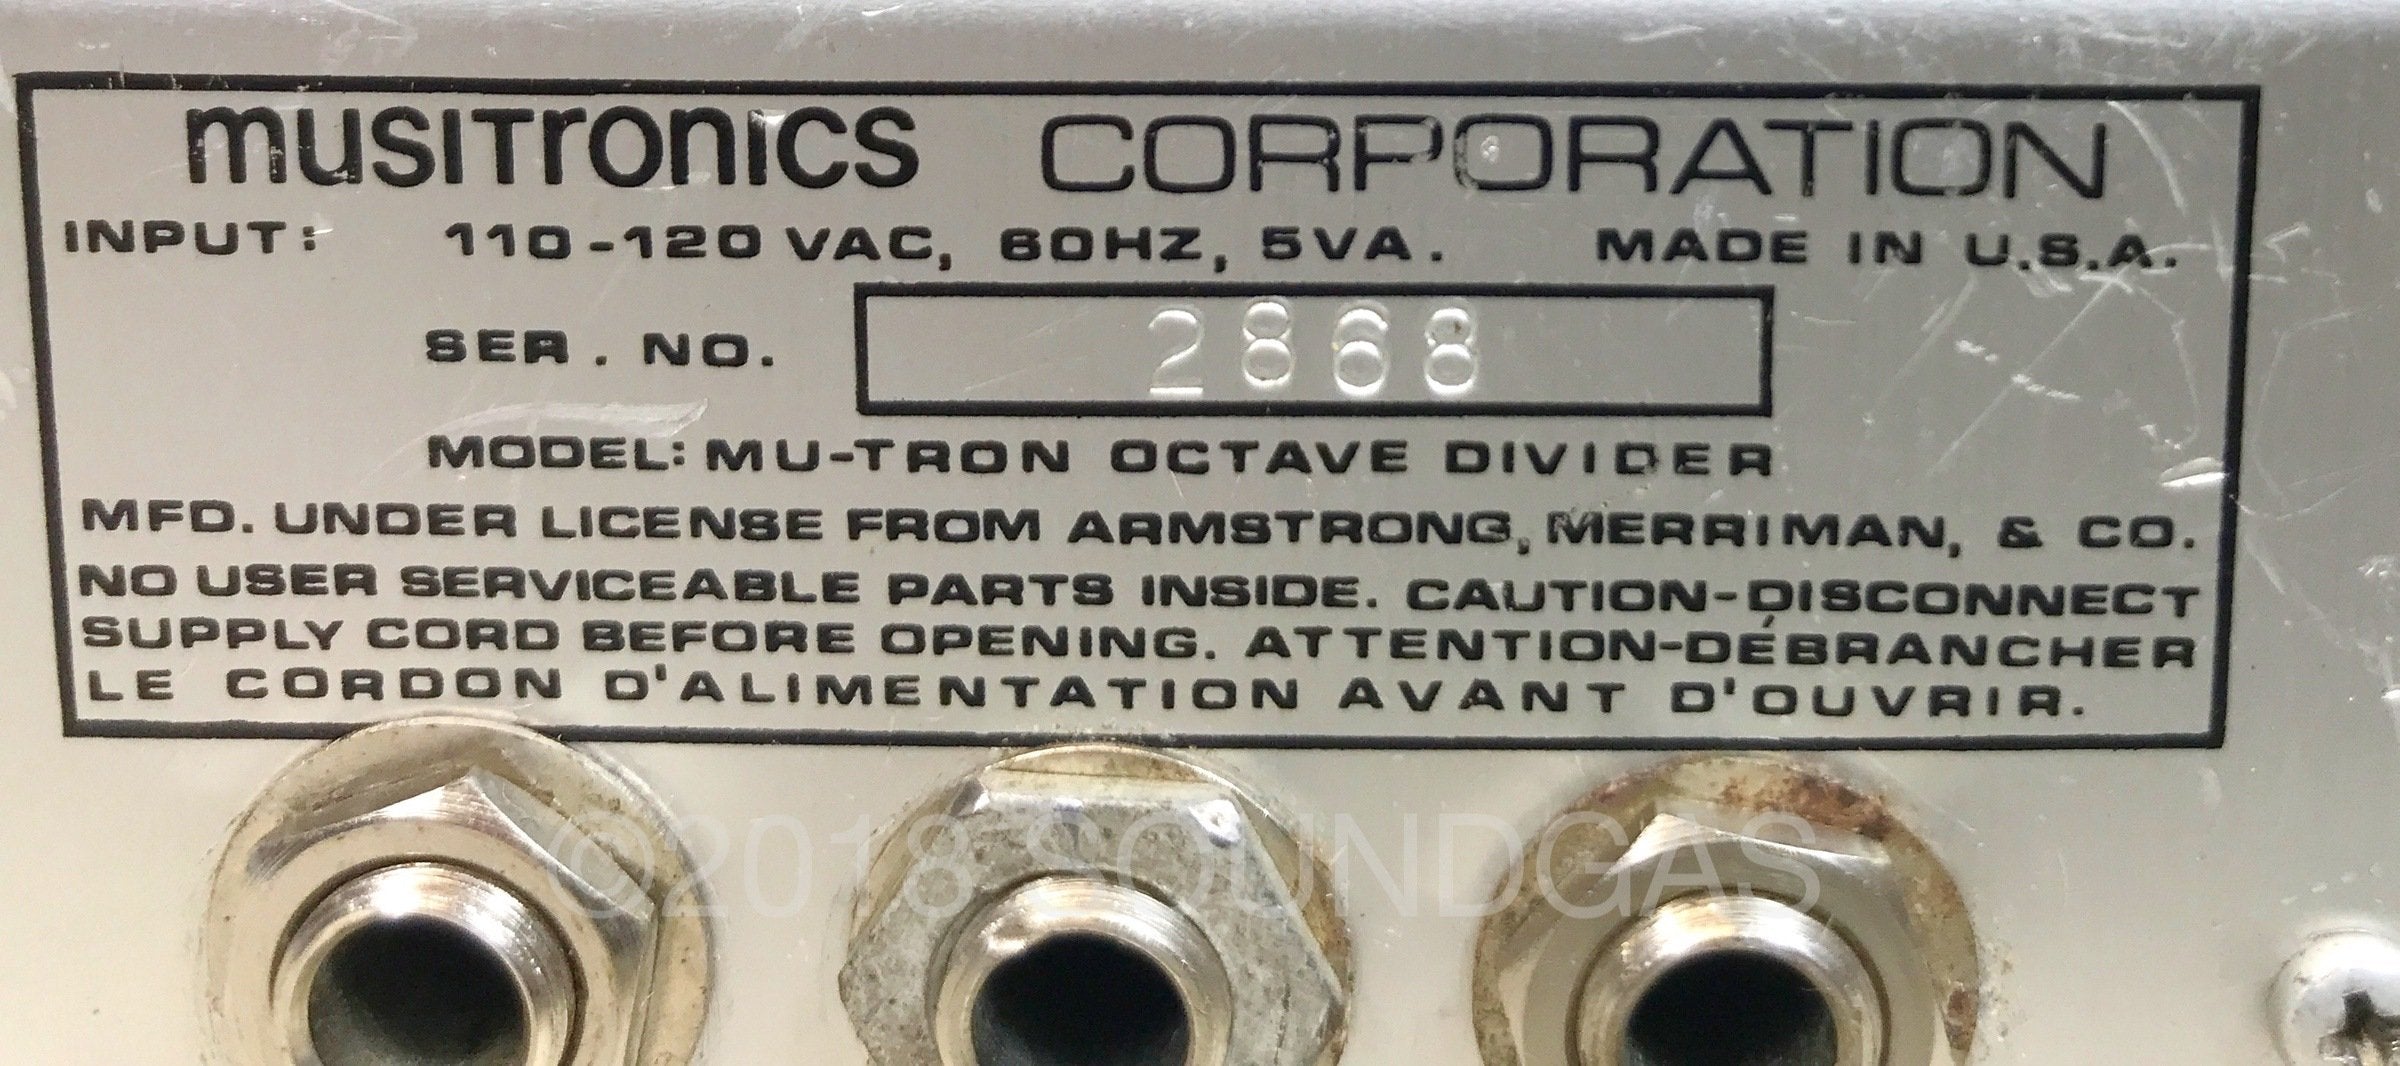 musitronics CORPORATION
INPUT: 110-120 VAC, 60HZ, 5VA. MADE IN U.S.A.
SER. NO. 2868
MODEL: MU-TRON OCTAVE DIVIDER
MFD. UNDER LICENSE FROM ARMSTRONG, MERRIMAN, & CO.
NO USER SERVICEABLE PARTS INSIDE. CAUTION-DISCONNECT
SUPPLY CORD BEFORE OPENING. ATTENTION-DÉBRANCHER
LE CORDON D'ALIMENTATION AVANT D'OUVRIR.
©2018 SOUNDGAS